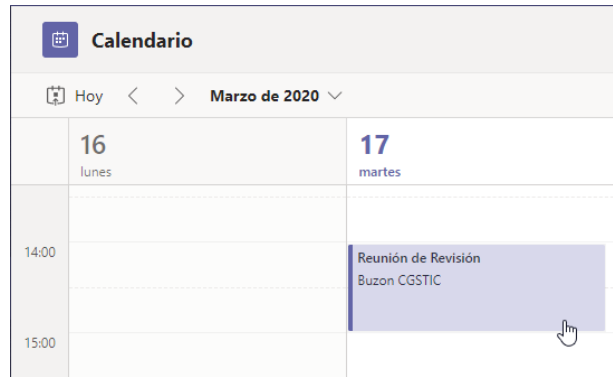 Calendario
Hoy
Marzo de 2020
16
lunes
17
martes
14:00
Reunión de Revisión
Buzon CGSTIC
15:00